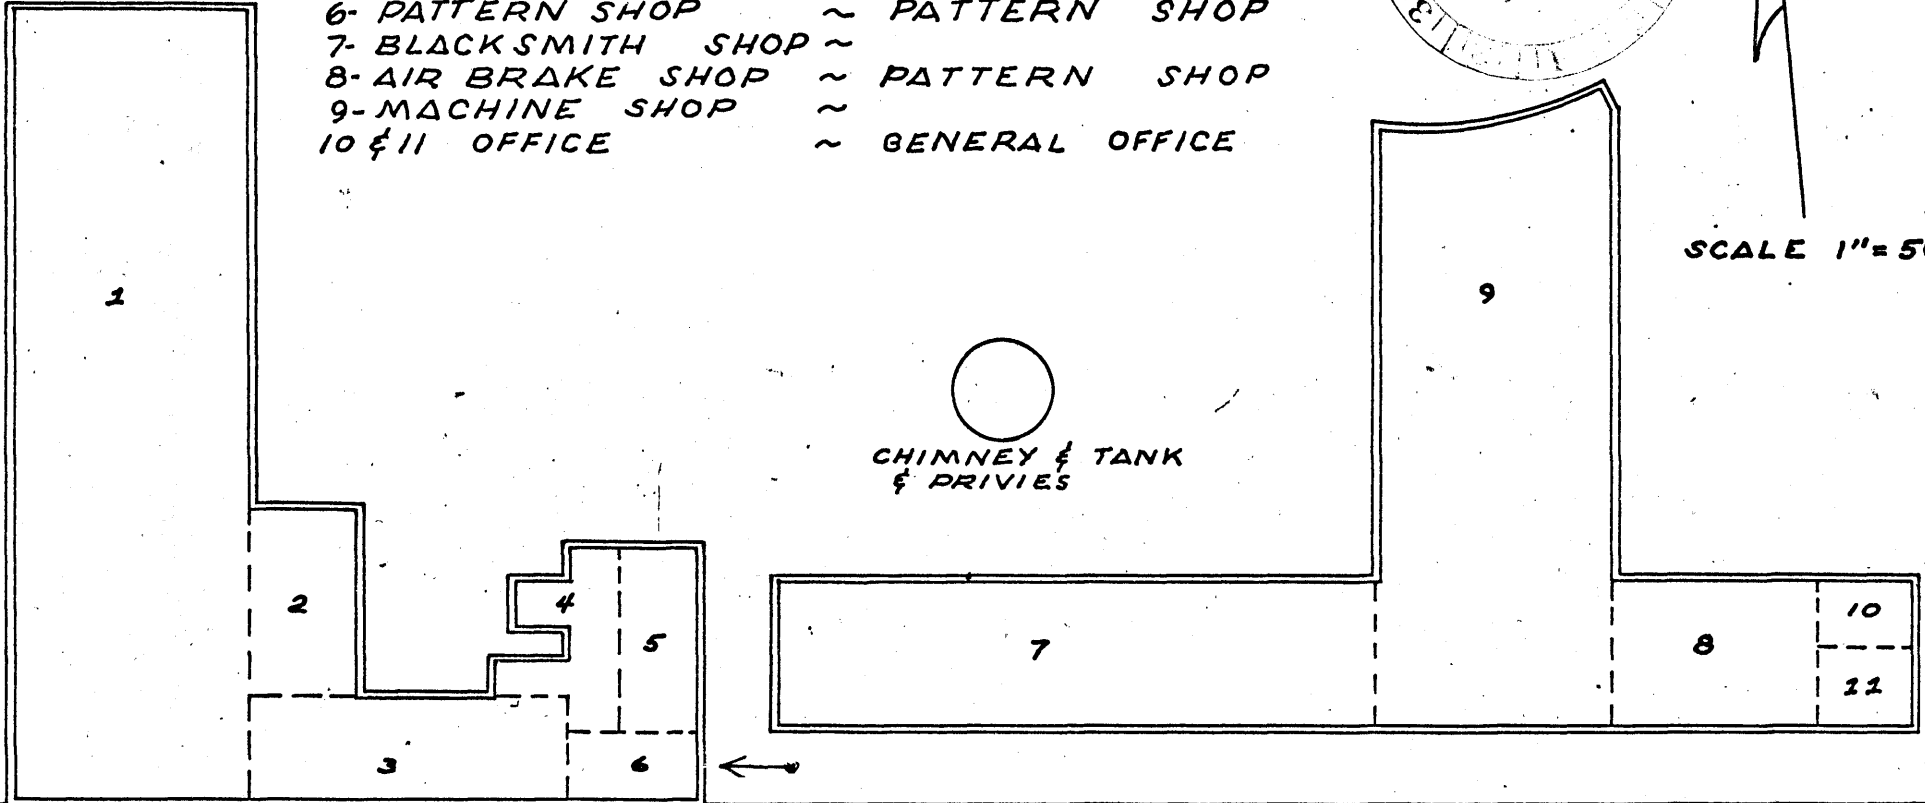 6- PATTERN SHOP ~ PATTERN SHOP
7- BLACKSMITH SHOP ~
8- AIR BRAKE SHOP ~ PATTERN SHOP
9- MACHINE SHOP ~
10 & 11 OFFICE ~ GENERAL OFFICE
3
SCALE 1"=50
1
9
CHIMNEY & TANK
& PRIVIES
2
4
5
7
8
10
11
3
6